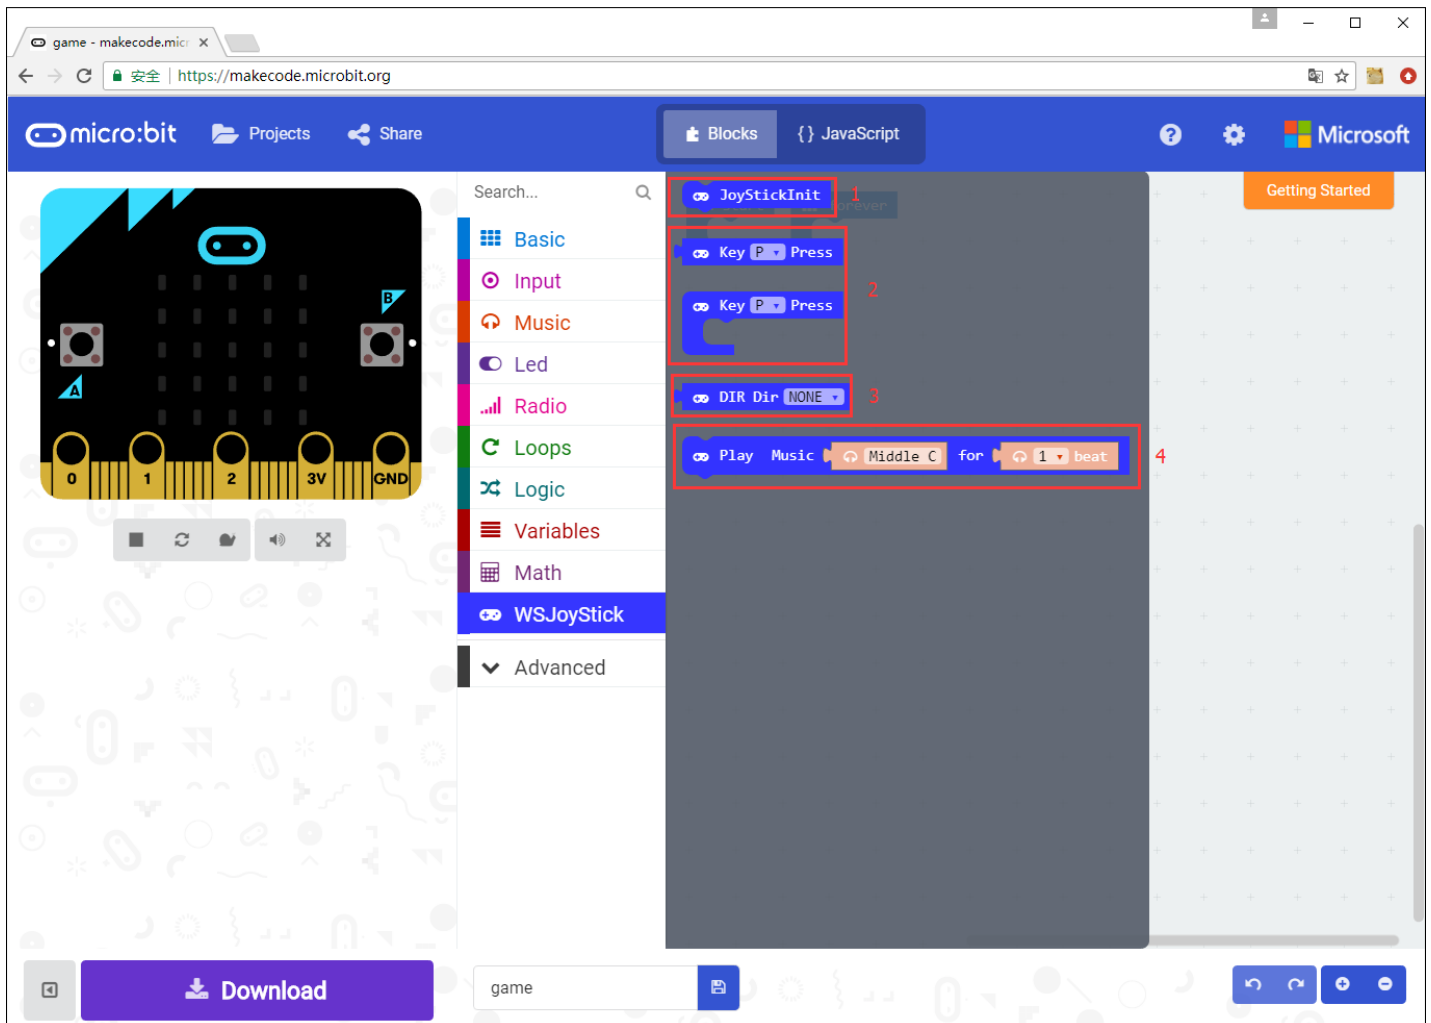 game - makecode.micr
安全 | https://makecode.microbit.org
micro:bit Projects Share Blocks {} JavaScript Microsoft
Search...
Basic
Input
Music
Led
Radio
Loops
Logic
Variables
Math
WSJoyStick
Advanced
JoyStickInit 1
forever
Key P Press
2
Key P Press
DIR Dir NONE 3
Play Music Middle C for 1 beat 4
Getting Started
B
A
0 1 2 3V GND
Download
game